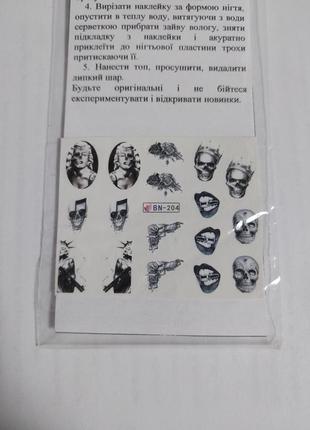 4. Вирізати наклейку за формою нігтя,
опустити в теплу воду, витягуючи з води
серветкою прибрати зайву вологу, зняти
підкладку з наклейки і акуратно
приклеїти до нігтьової пластини трохи
притискаючи її.
5. Нанести топ, просушити, видалити
липкий шар.
Будьте оригінальні і не бійтеся
експериментувати і відкривати новинки.
BN-204